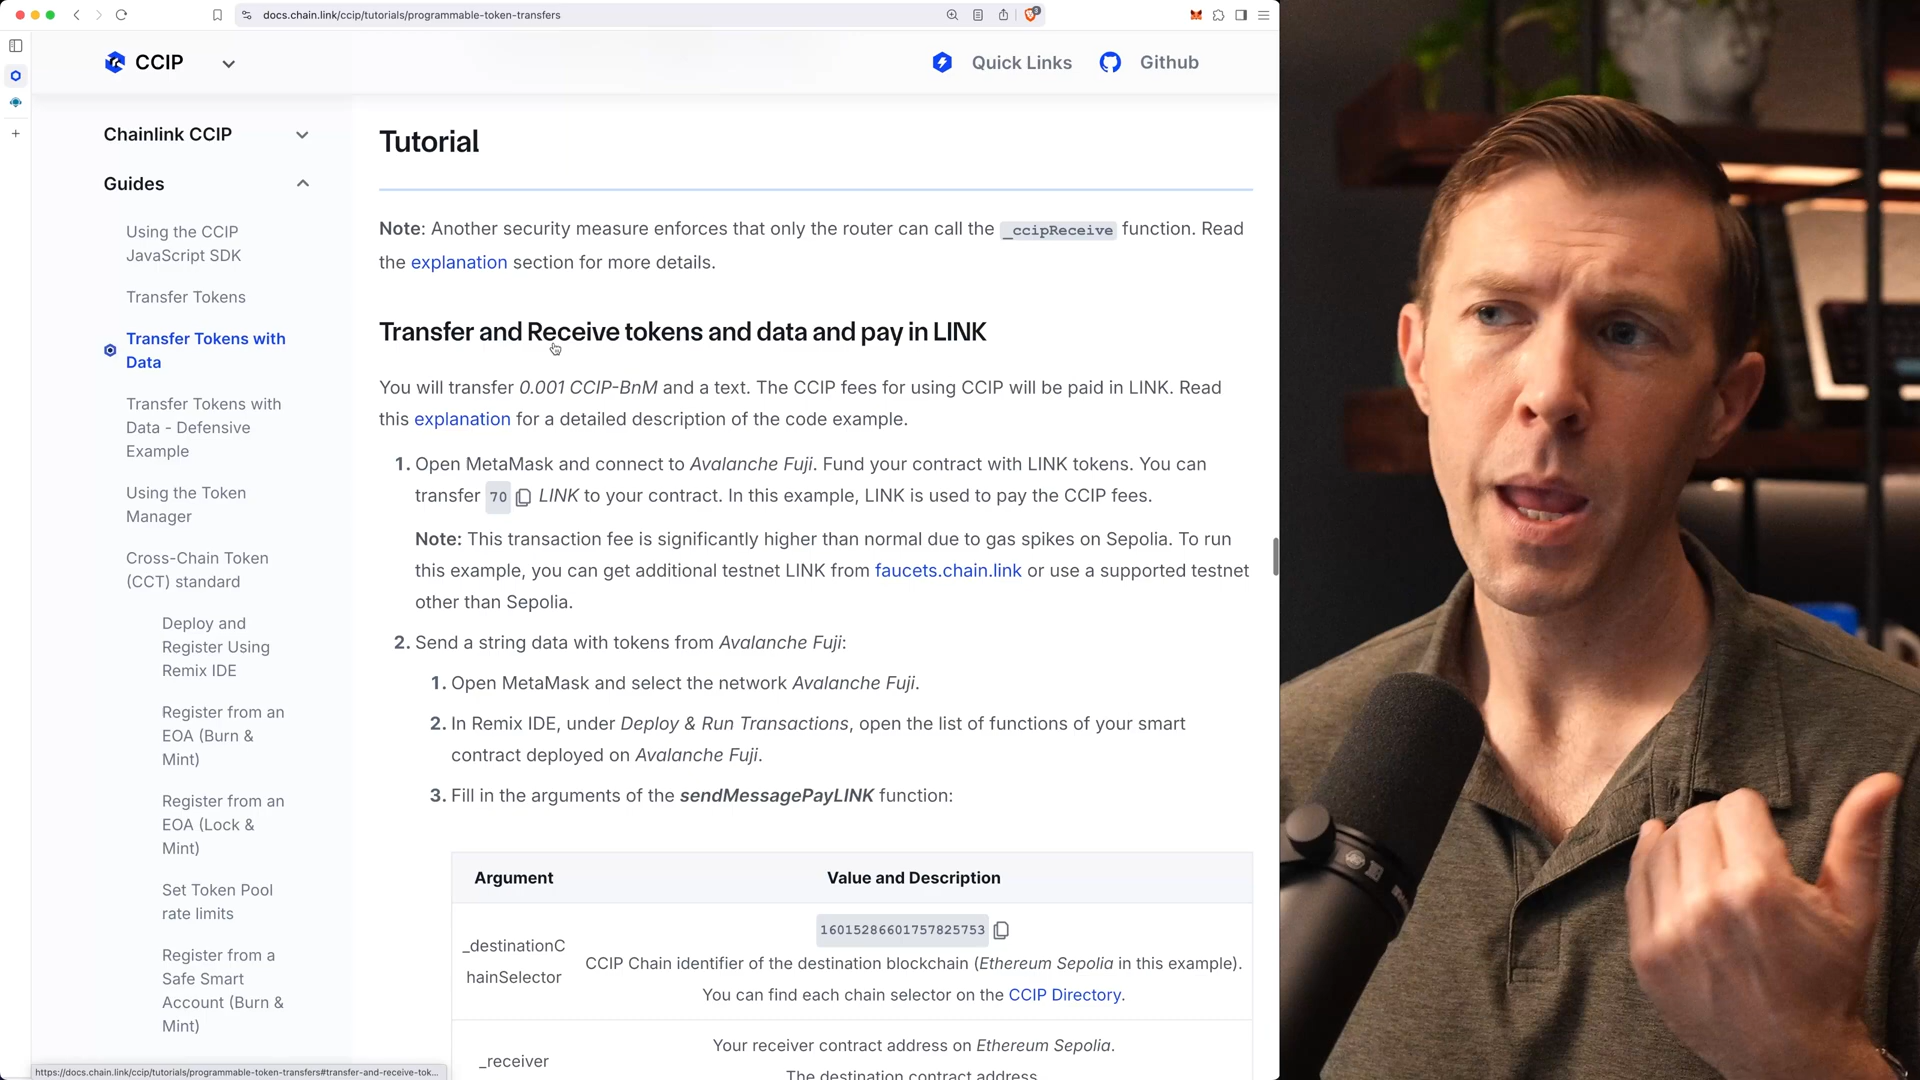 docs.chain.link/ccip/tutorials/programmable-token-transfers
CCIP
Quick Links
Github
Chainlink CCIP
Guides
Using the CCIP
JavaScript SDK
Transfer Tokens
Transfer Tokens with
Data
Transfer Tokens with
Data - Defensive
Example
Using the Token
Manager
Cross-Chain Token
(CCT) standard
Deploy and
Register Using
Remix IDE
Register from an
EOA (Burn &
Mint)
Register from an
EOA (Lock &
Mint)
Set Token Pool
rate limits
Register from a
Safe Smart
Account (Burn &
Mint)
Tutorial
Note: Another security measure enforces that only the router can call the _ccipReceive function. Read
the explanation section for more details.
Transfer and Receive tokens and data and pay in LINK
You will transfer 0.001 CCIP-BnM and a text. The CCIP fees for using CCIP will be paid in LINK. Read
this explanation for a detailed description of the code example.
1. Open MetaMask and connect to Avalanche Fuji. Fund your contract with LINK tokens. You can
transfer 70 LINK to your contract. In this example, LINK is used to pay the CCIP fees.
Note: This transaction fee is significantly higher than normal due to gas spikes on Sepolia. To run
this example, you can get additional testnet LINK from faucets.chain.link or use a supported testnet
other than Sepolia.
2. Send a string data with tokens from Avalanche Fuji:
1. Open MetaMask and select the network Avalanche Fuji.
2. In Remix IDE, under Deploy & Run Transactions, open the list of functions of your smart
contract deployed on Avalanche Fuji.
3. Fill in the arguments of the sendMessagePayLINK function:
Argument
Value and Description
_destinationC
hainSelector
16015286601757825753
CCIP Chain identifier of the destination blockchain (Ethereum Sepolia in this example).
You can find each chain selector on the CCIP Directory.
_receiver
Your receiver contract address on Ethereum Sepolia.
The destination contract address.
https://docs.chain.link/ccip/tutorials/programmable-token-transfers#transfer-and-receive-tok...